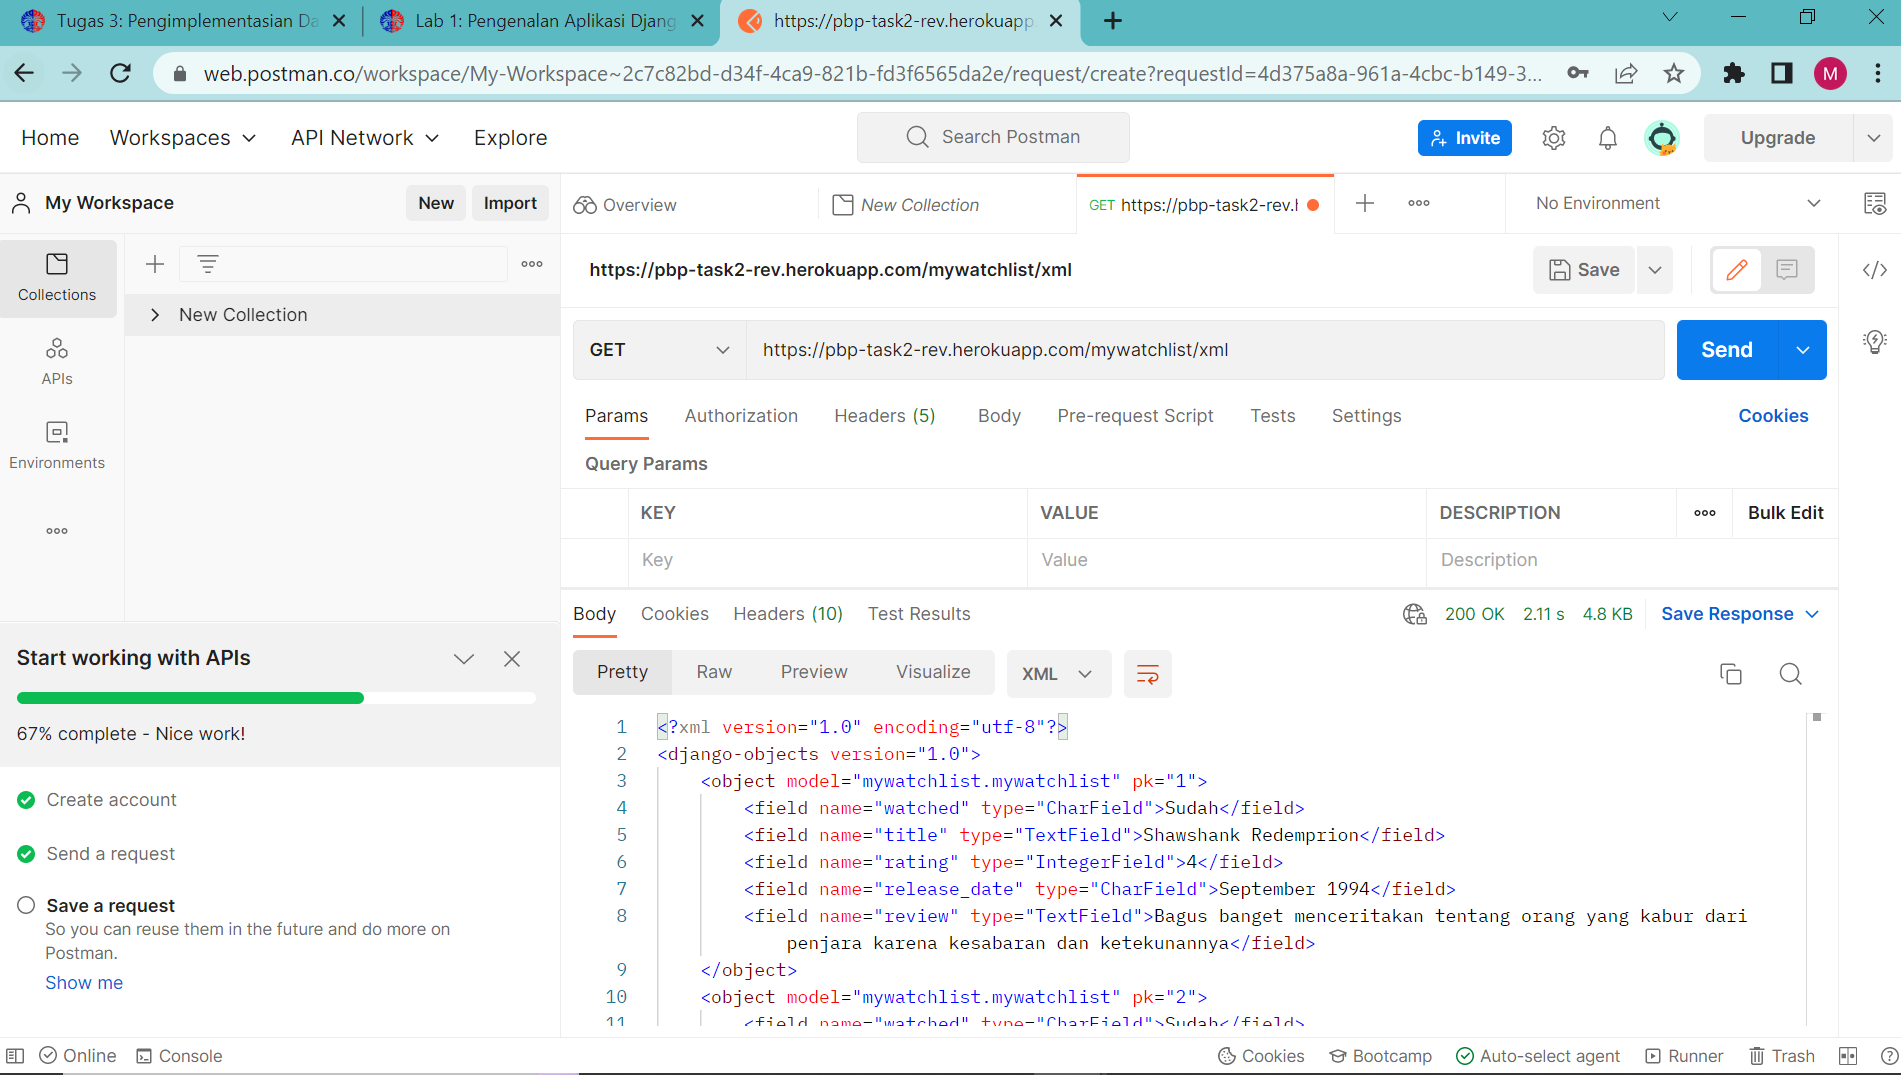 Tugas 3: Pengimplementasian Da
Lab 1: Pengenalan Aplikasi Djang
https://pbp-task2-rev.herokuapp.
web.postman.co/workspace/My-Workspace~2c7c82bd-d34f-4ca9-821b-fd3f6565da2e/request/create?requestId=4d375a8a-961a-4cbc-b149-3...
M
Home Workspaces API Network Explore
Search Postman
Invite
Upgrade
My Workspace
New Import
Overview
New Collection
GET https://pbp-task2-rev.h
No Environment
Collections
New Collection
APIs
Environments
https://pbp-task2-rev.herokuapp.com/mywatchlist/xml
Save
GET https://pbp-task2-rev.herokuapp.com/mywatchlist/xml
Send
Params Authorization Headers (5) Body Pre-request Script Tests Settings Cookies
Query Params
KEY VALUE DESCRIPTION Bulk Edit
Key Value Description
Body Cookies Headers (10) Test Results 200 OK 2.11 s 4.8 KB Save Response
Pretty Raw Preview Visualize XML
1 <?xml version="1.0" encoding="utf-8"?>
2 <django-objects version="1.0">
3 <object model="mywatchlist.mywatchlist" pk="1">
4 <field name="watched" type="CharField">Sudah</field>
5 <field name="title" type="TextField">Shawshank Redemprion</field>
6 <field name="rating" type="IntegerField">4</field>
7 <field name="release_date" type="CharField">September 1994</field>
8 <field name="review" type="TextField">Bagus banget menceritakan tentang orang yang kabur dari
penjara karena kesabaran dan ketekunannya</field>
9 </object>
10 <object model="mywatchlist.mywatchlist" pk="2">
11 <field name="watched" type="CharField">Sudah</field>
Start working with APIs
67% complete - Nice work!
Create account
Send a request
Save a request
So you can reuse them in the future and do more on
Postman.
Show me
Online Console
Cookies Bootcamp Auto-select agent Runner Trash